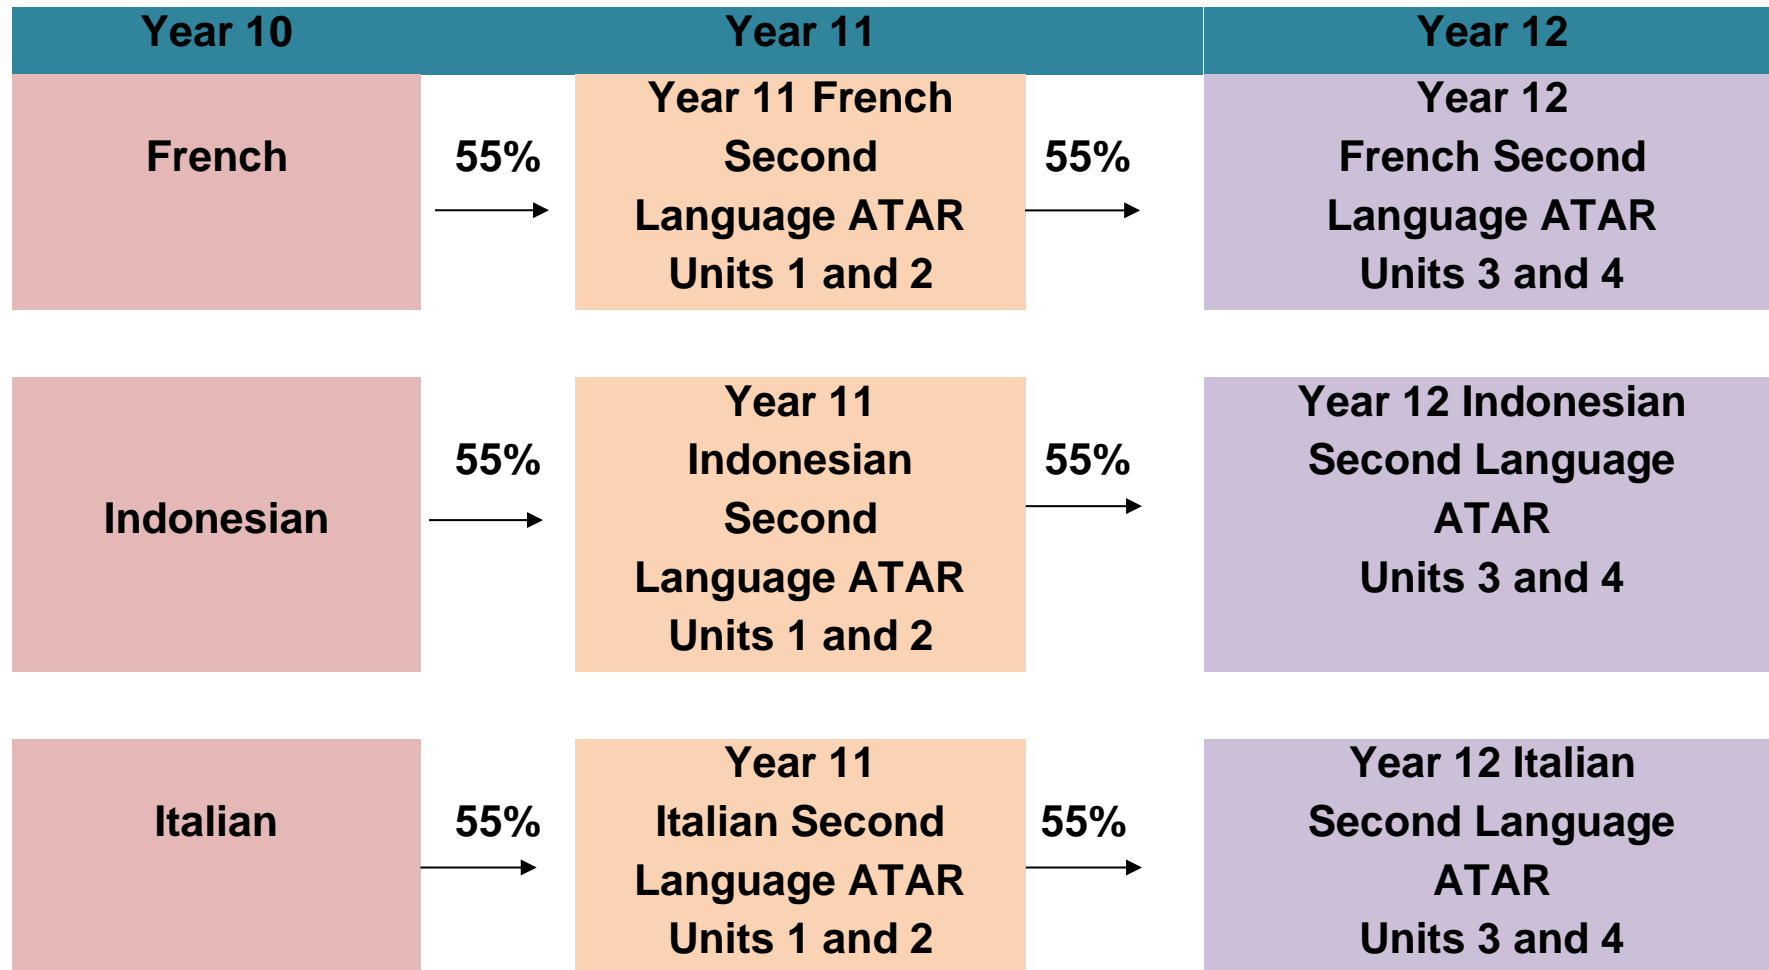 Year 10 Year 11 Year 12
French
55%
Year 11 French
Second
Language ATAR
Units 1 and 2
55%
Year 12
French Second
Language ATAR
Units 3 and 4
Indonesian
55%
Year 11
Indonesian
Second
Language ATAR
Units 1 and 2
55%
Year 12 Indonesian
Second Language
ATAR
Units 3 and 4
Italian
55%
Year 11
Italian Second
Language ATAR
Units 1 and 2
55%
Year 12 Italian
Second Language
ATAR
Units 3 and 4